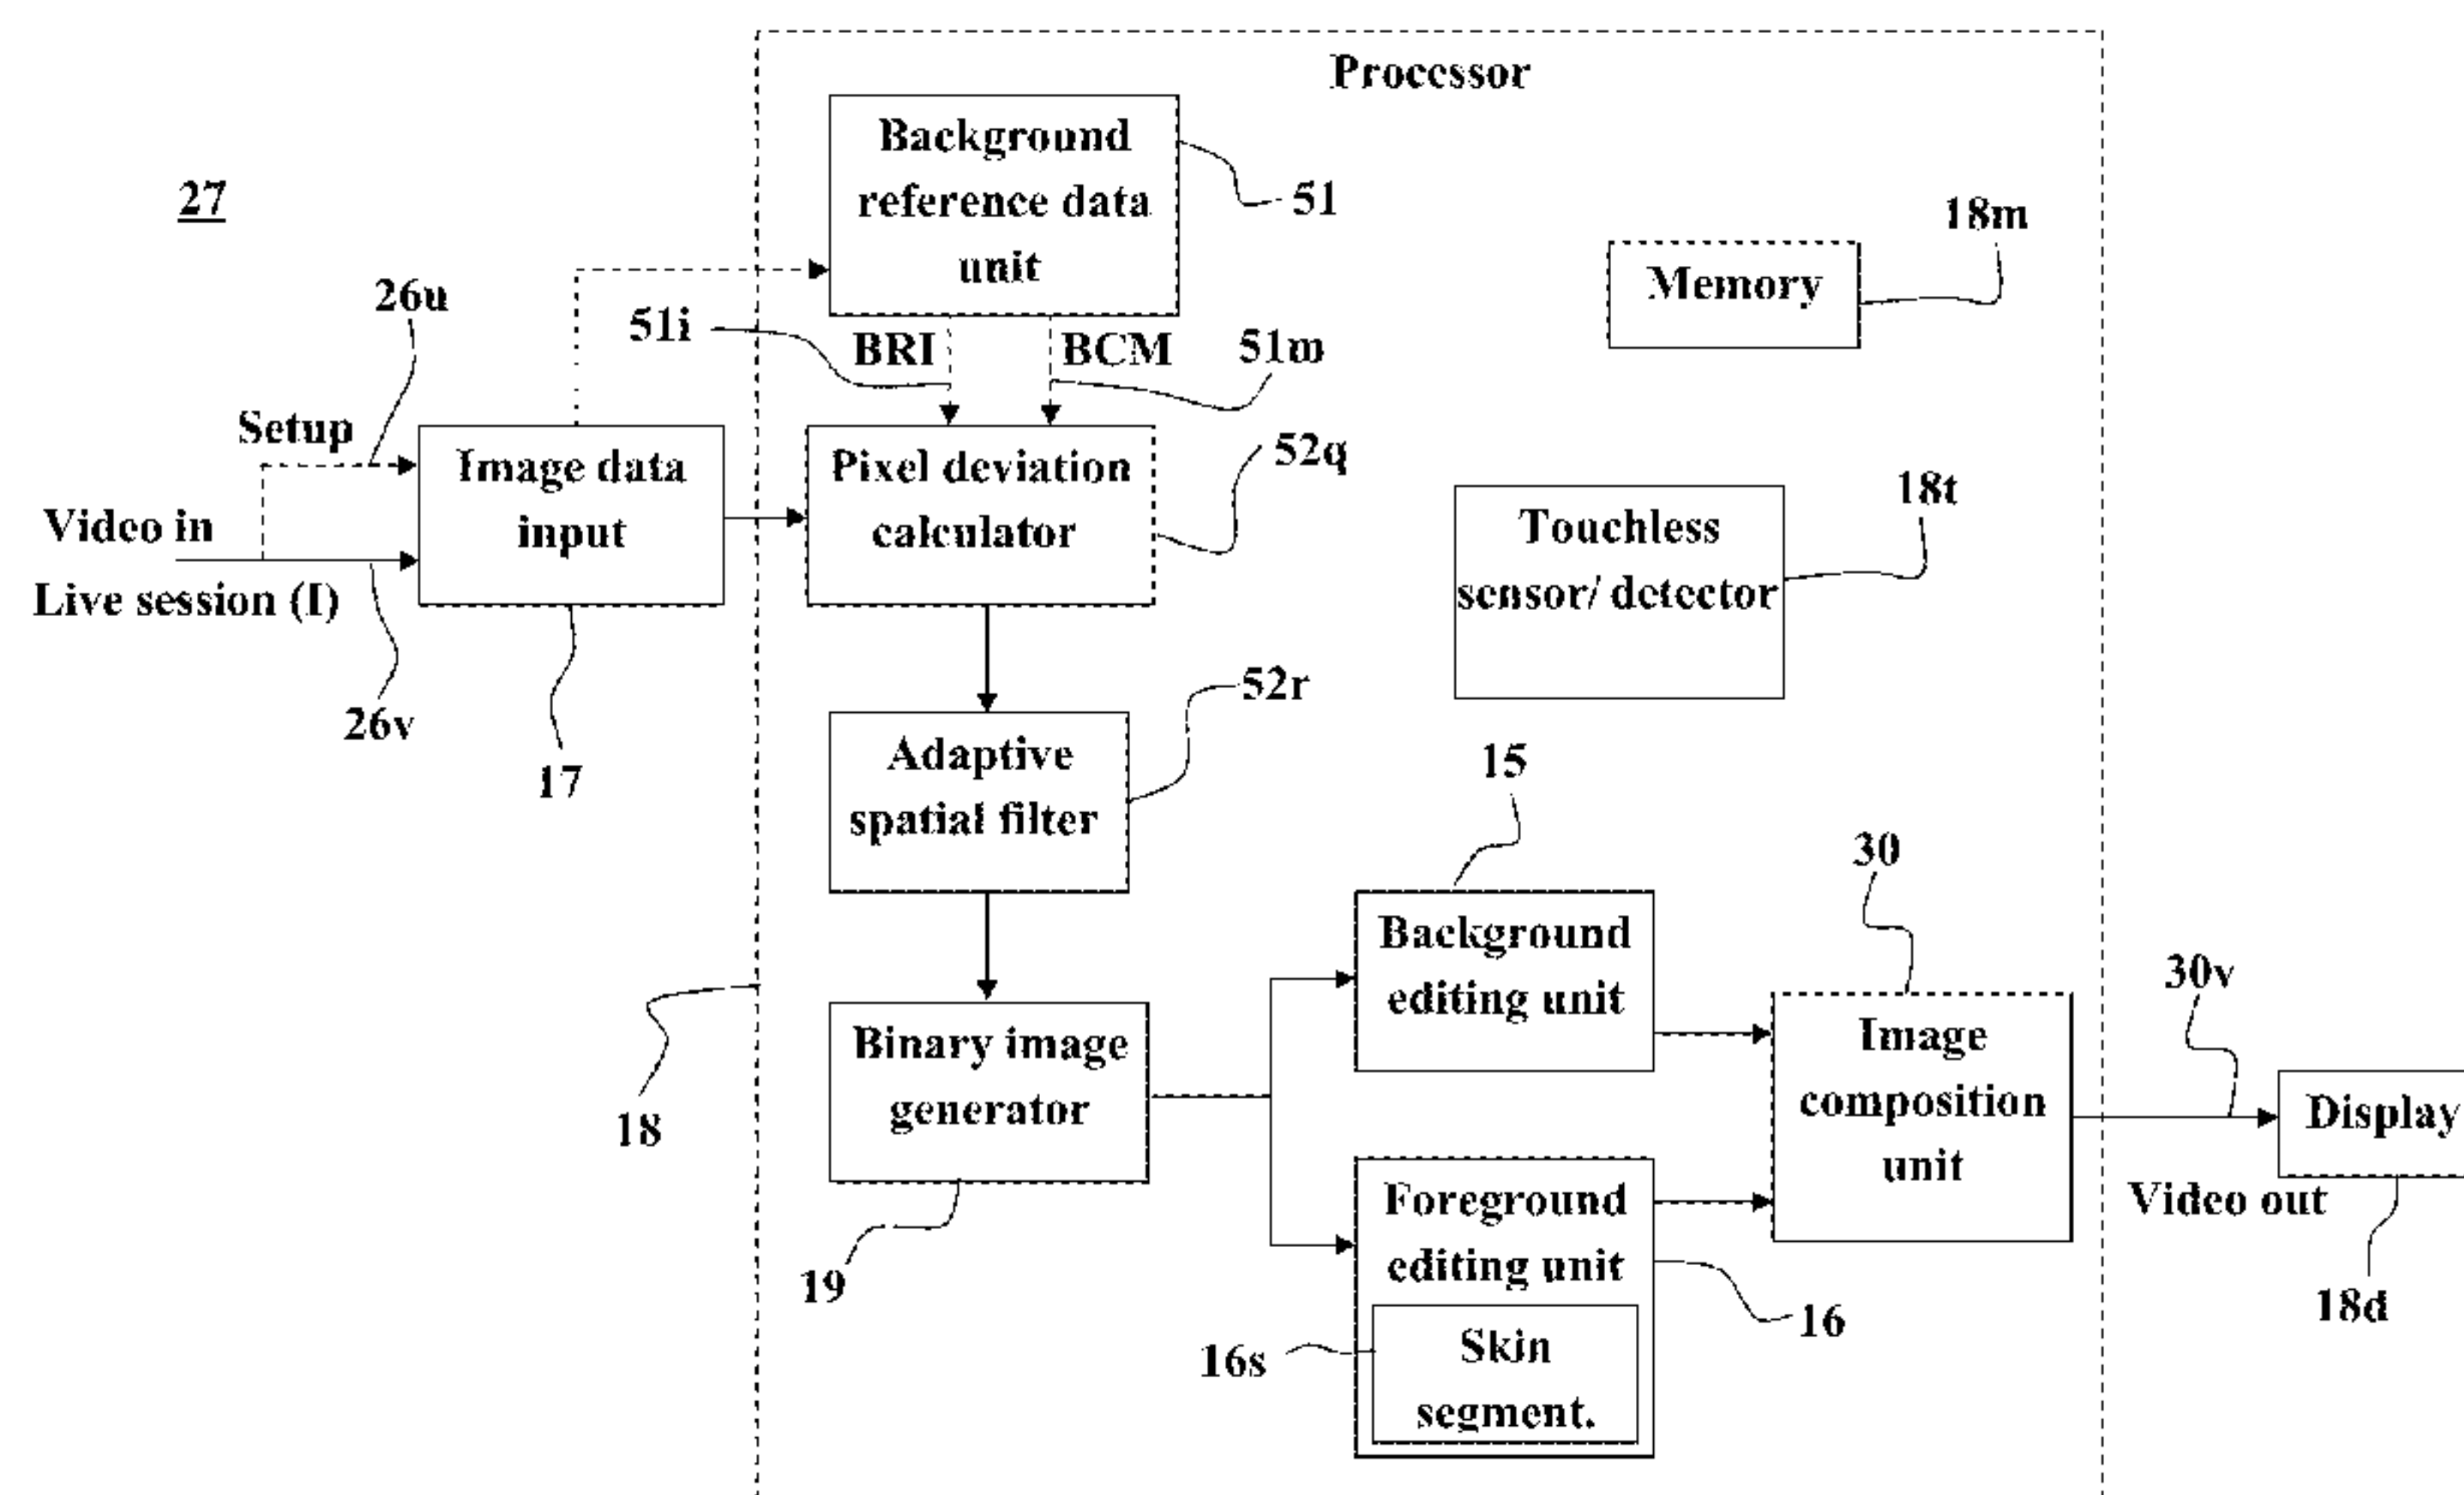 Processor
Background
reference data
unit
51
27
18m
Memory
26u
51i
BRI
BCM
51m
Setup
Image data
input
Pixel deviation
calculator
52q
Video in
Live session (I)
Touchless
sensor/ detector
18t
26v
17
52r
Adaptive
spatial filter
15
30
Background
editing unit
30v
Binary image
generator
Image
composition
unit
Display
18
Video out
Foreground
editing unit
19
16
18d
16s
Skin
segment.